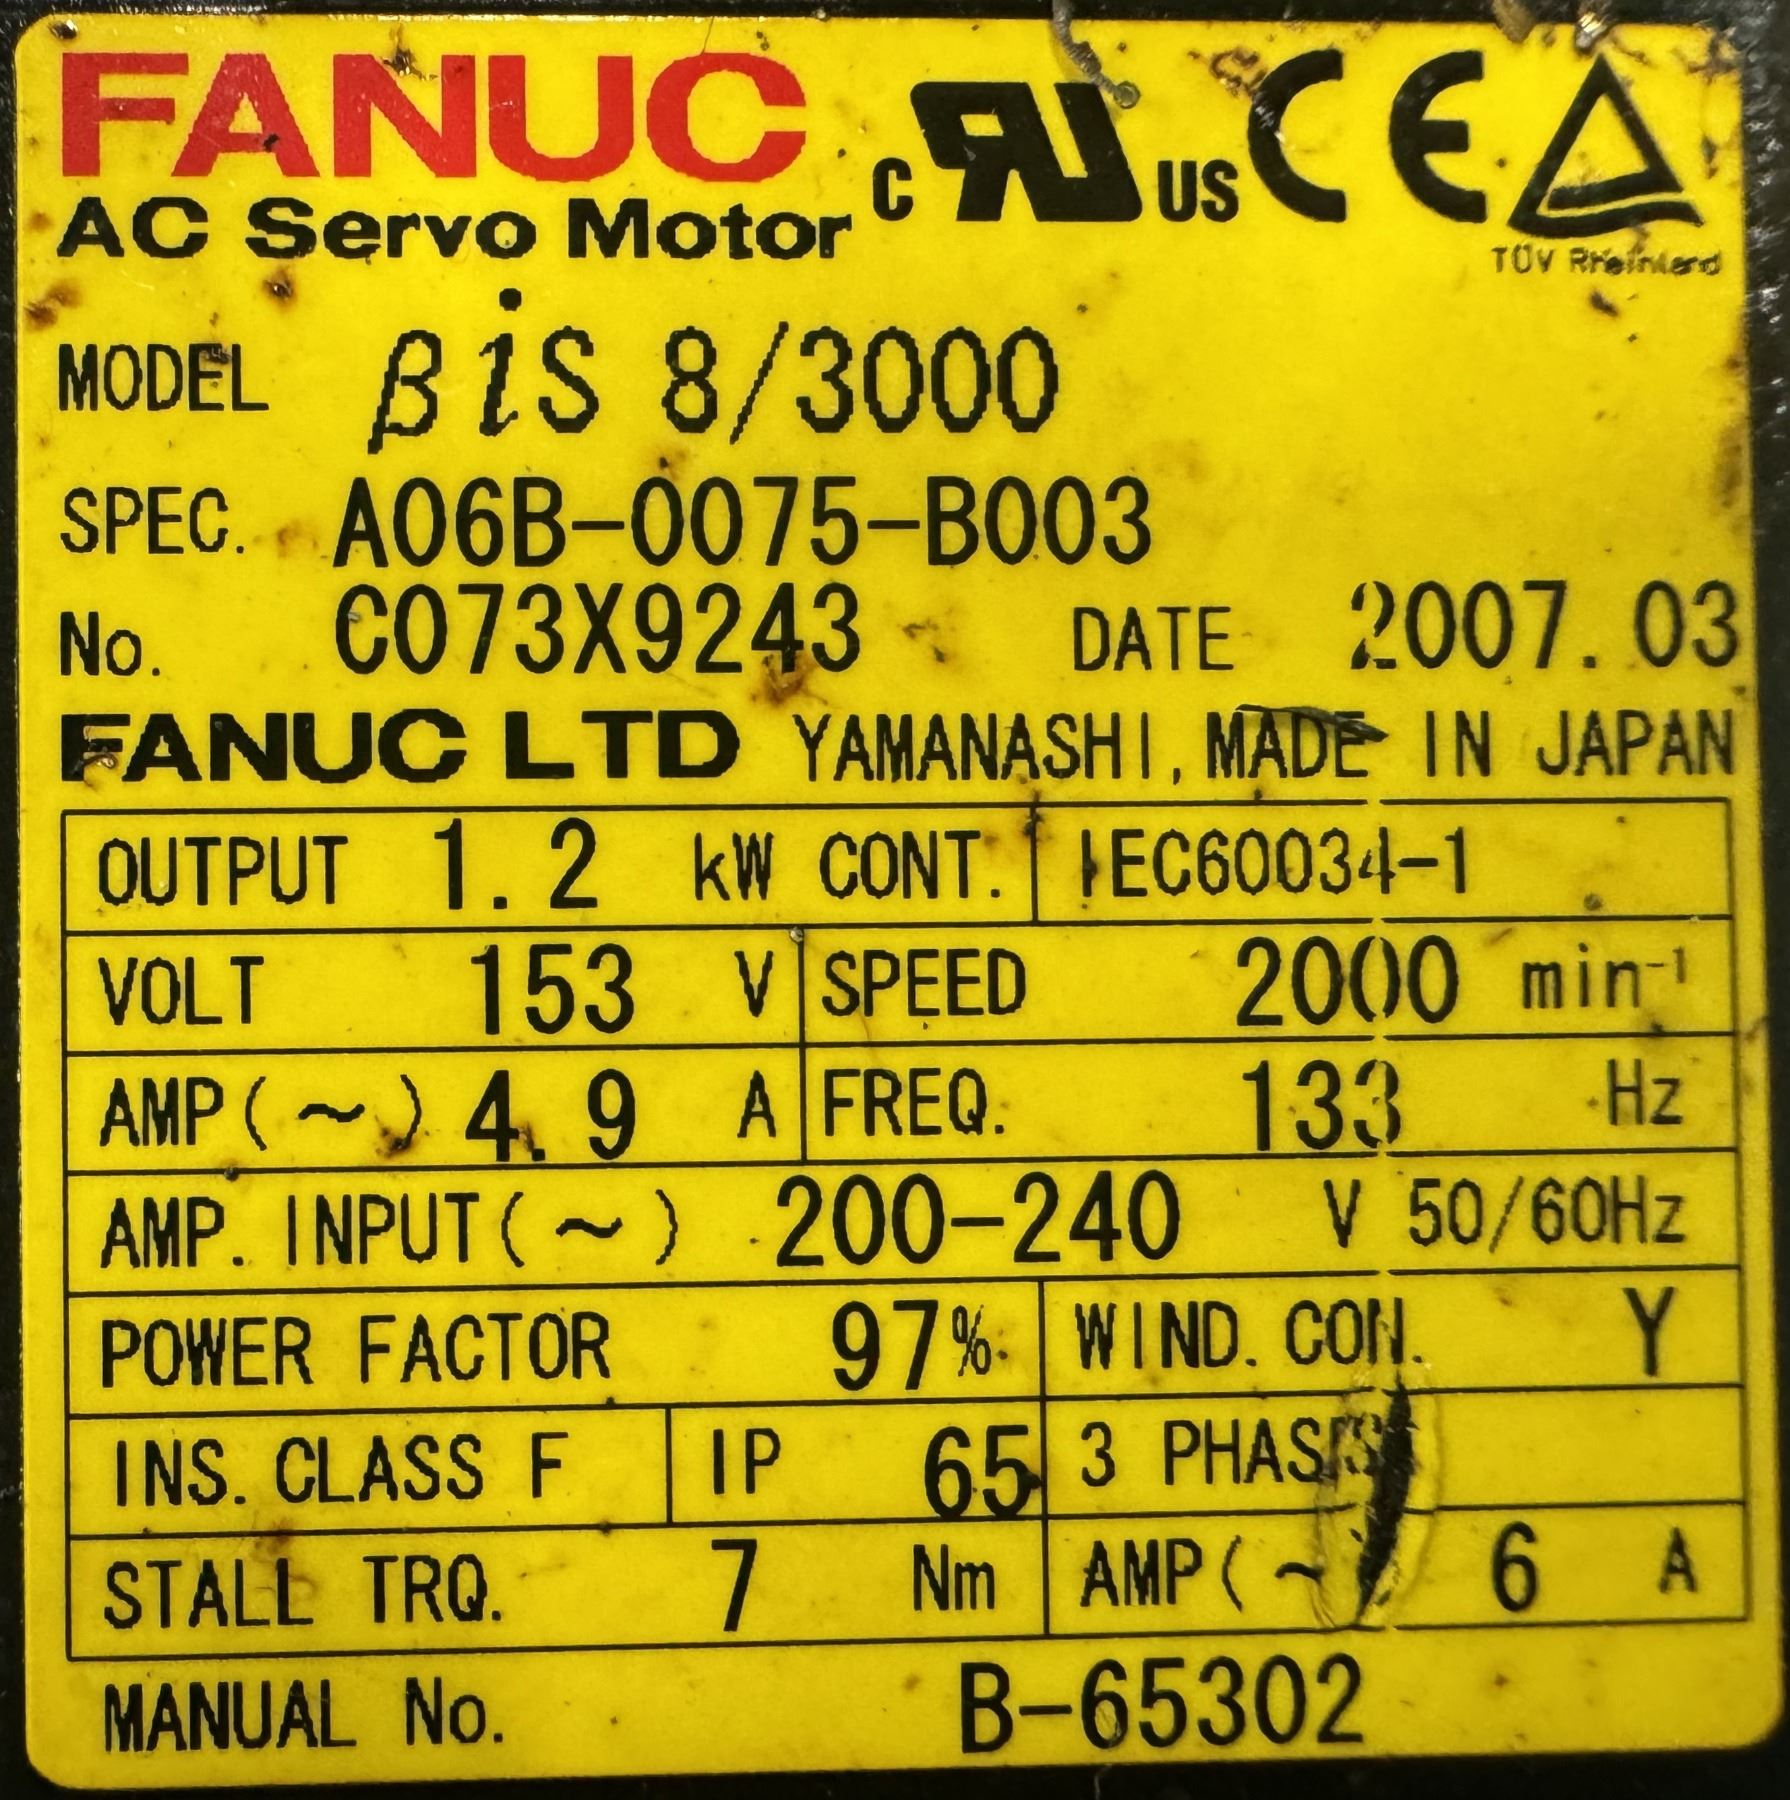 FANUC
AC Servo Motor
c RU US CE
TÜV Rheinland
MODEL βiS 8/3000
SPEC. A06B-0075-B003
No. C073X9243 DATE 2007.03
FANUC LTD YAMANASHI, MADE IN JAPAN
OUTPUT 1.2 kW CONT. IEC60034-1
VOLT 153 V SPEED 2000 min⁻¹
AMP(~) 4.9 A FREQ. 133 Hz
AMP. INPUT(~) 200-240 V 50/60Hz
POWER FACTOR 97% WIND. CON. Y
INS. CLASS F IP 65 3 PHASES
STALL TRQ. 7 Nm AMP(~) 6 A
MANUAL No. B-65302